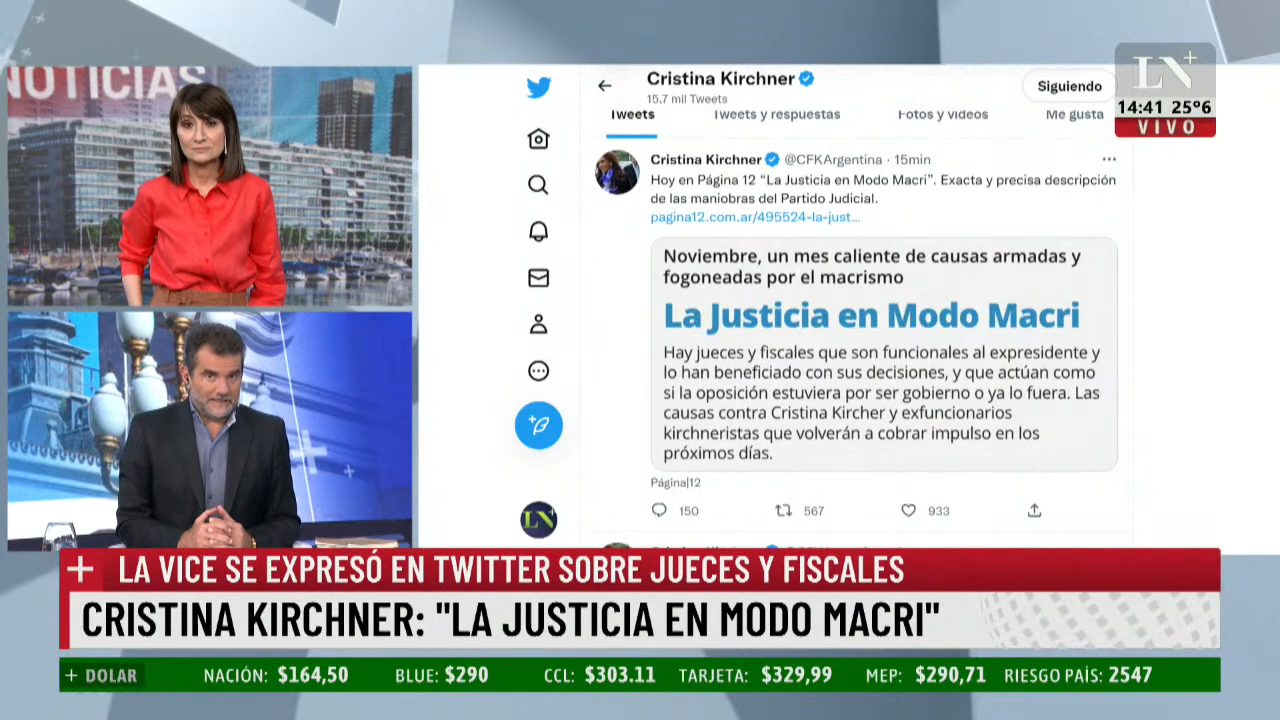 NOTICIAS
Cristina Kirchner
15,7 mil Tweets
Siguiendo
Tweets
Tweets y respuestas
Fotos y videos
Me gusta
LN+
14:41 25°6
VIVO
Cristina Kirchner @CFKArgentina · 15min
Hoy en Página 12 “La Justicia en Modo Macri”. Exacta y precisa descripción
de las maniobras del Partido Judicial.
pagina12.com.ar/495524-la-just…
Noviembre, un mes caliente de causas armadas y
fogoneadas por el macrismo
La Justicia en Modo Macri
Hay jueces y fiscales que son funcionales al expresidente y
lo han beneficiado con sus decisiones, y que actúan como
si la oposición estuviera por ser gobierno o ya lo fuera. Las
causas contra Cristina Kircher y exfuncionarios
kirchneristas que volverán a cobrar impulso en los
próximos días.
Página|12
150 567 933
LN+
+ LA VICE SE EXPRESÓ EN TWITTER SOBRE JUECES Y FISCALES
CRISTINA KIRCHNER: "LA JUSTICIA EN MODO MACRI"
+ DOLAR NACIÓN: $164,50 BLUE: $290 CCL: $303.11 TARJETA: $329,99 MEP: $290,71 RIESGO PAÍS: 2547